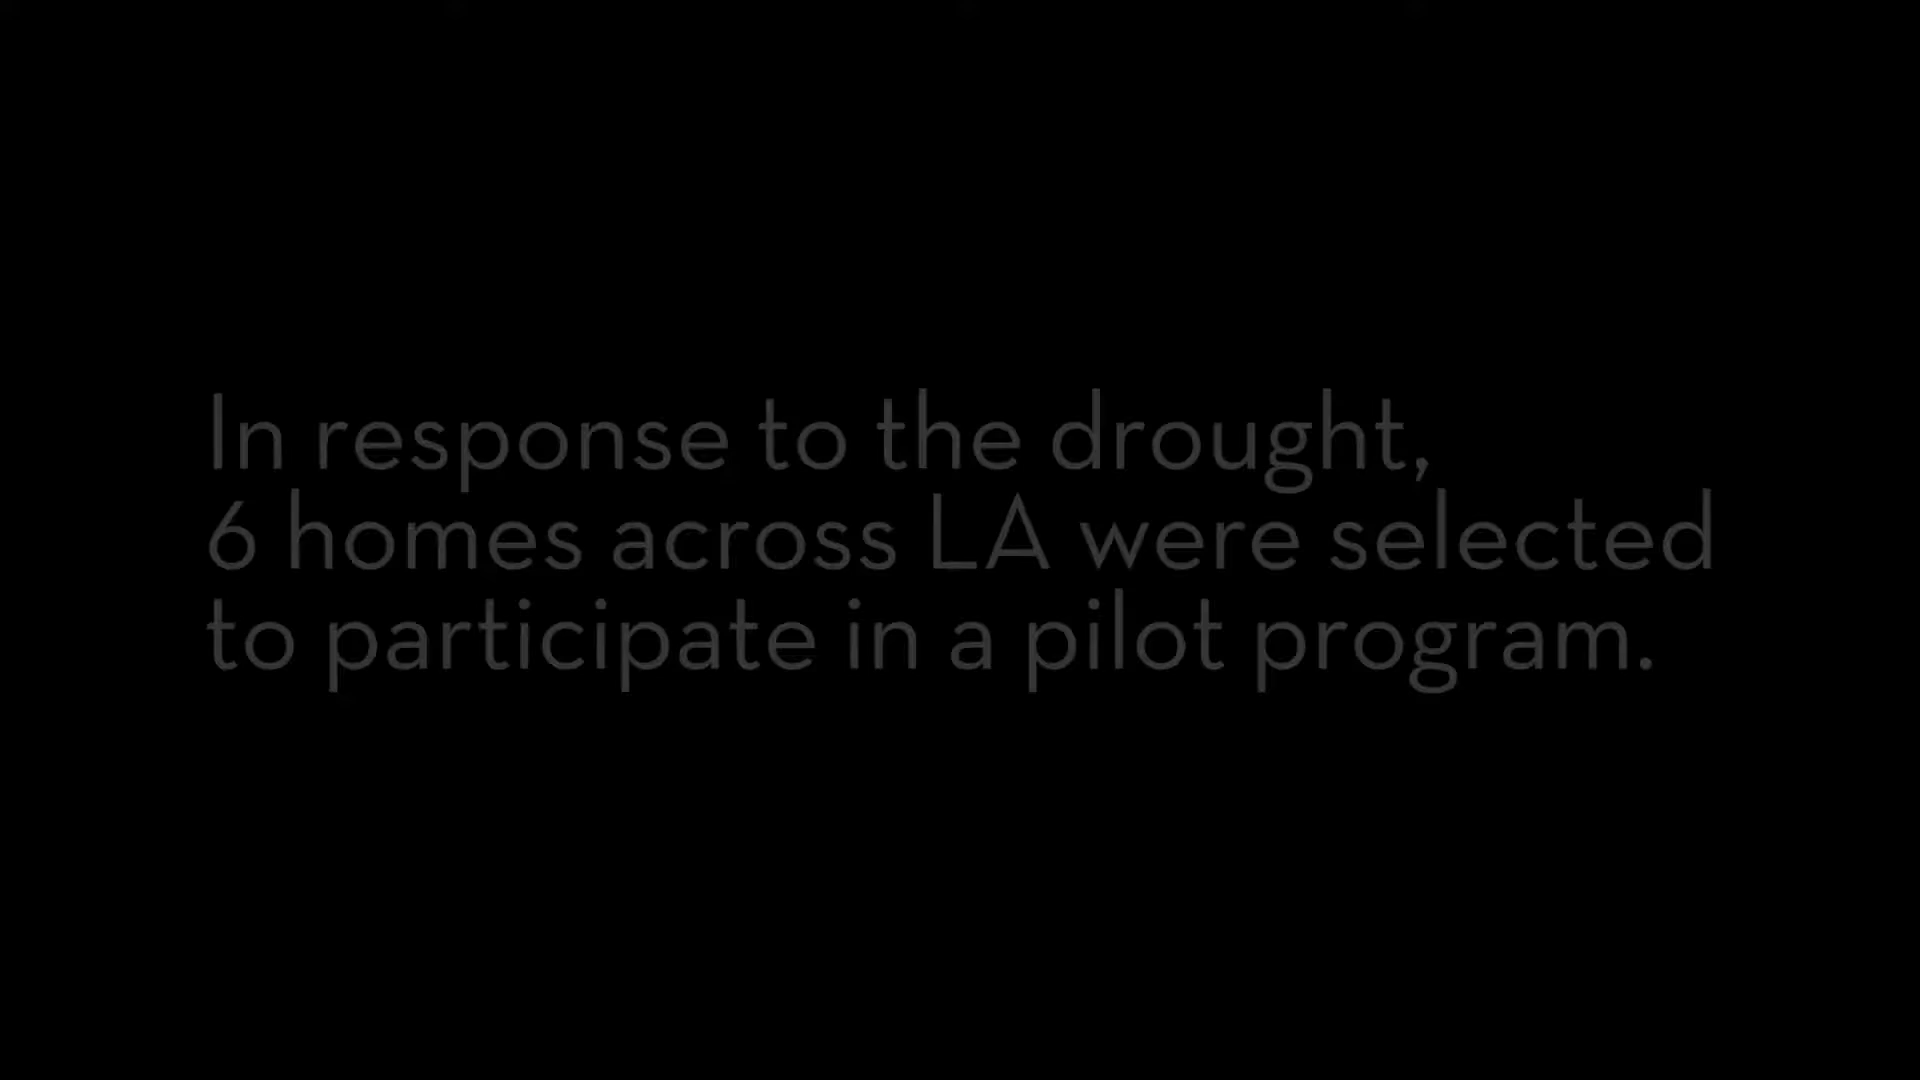 In response to the drought,
6 homes across LA were selected
to participate in a pilot program.